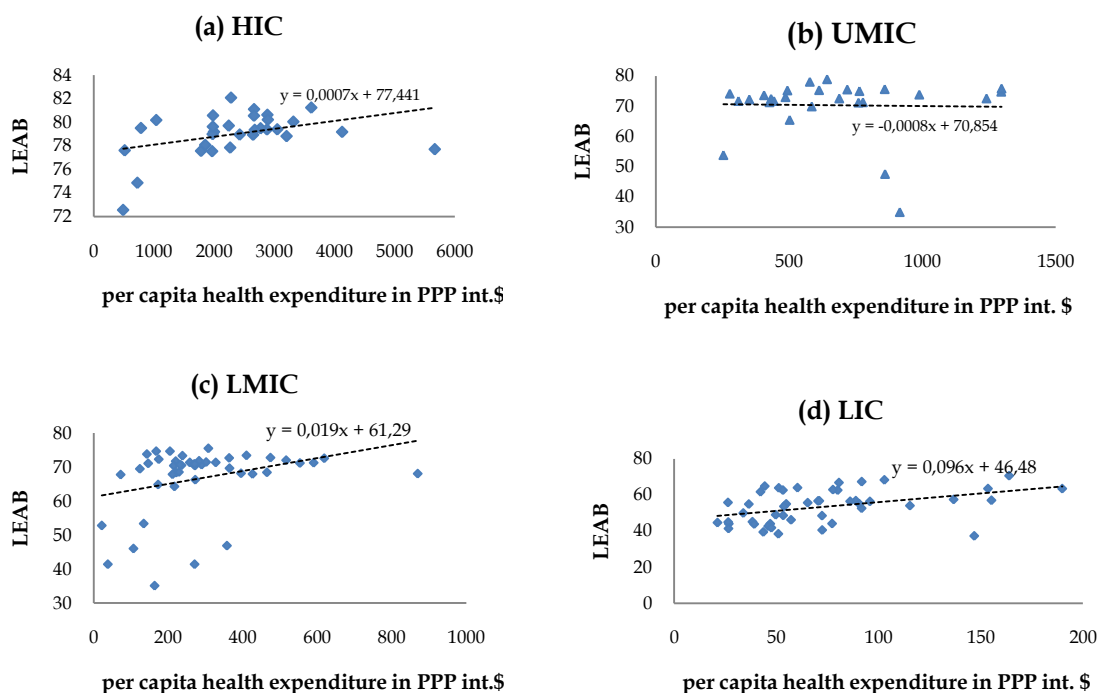 (a) HIC
84
82
80
78
76
74
72
LEAB
y = 0,0007x + 77,441
0 1000 2000 3000 4000 5000 6000
per capita health expenditure in PPP int.$
(b) UMIC
80
70
60
50
40
30
LEAB
y = -0,0008x + 70,854
0 500 1000 1500
per capita health expenditure in PPP int. $
(c) LMIC
80
70
60
50
40
30
LEAB
y = 0,019x + 61,29
0 200 400 600 800 1000
per capita health expenditure in PPP int.$
(d) LIC
80
60
40
20
0
LEAB
y = 0,096x + 46,48
0 50 100 150 200
per capita health expenditure in PPP int. $